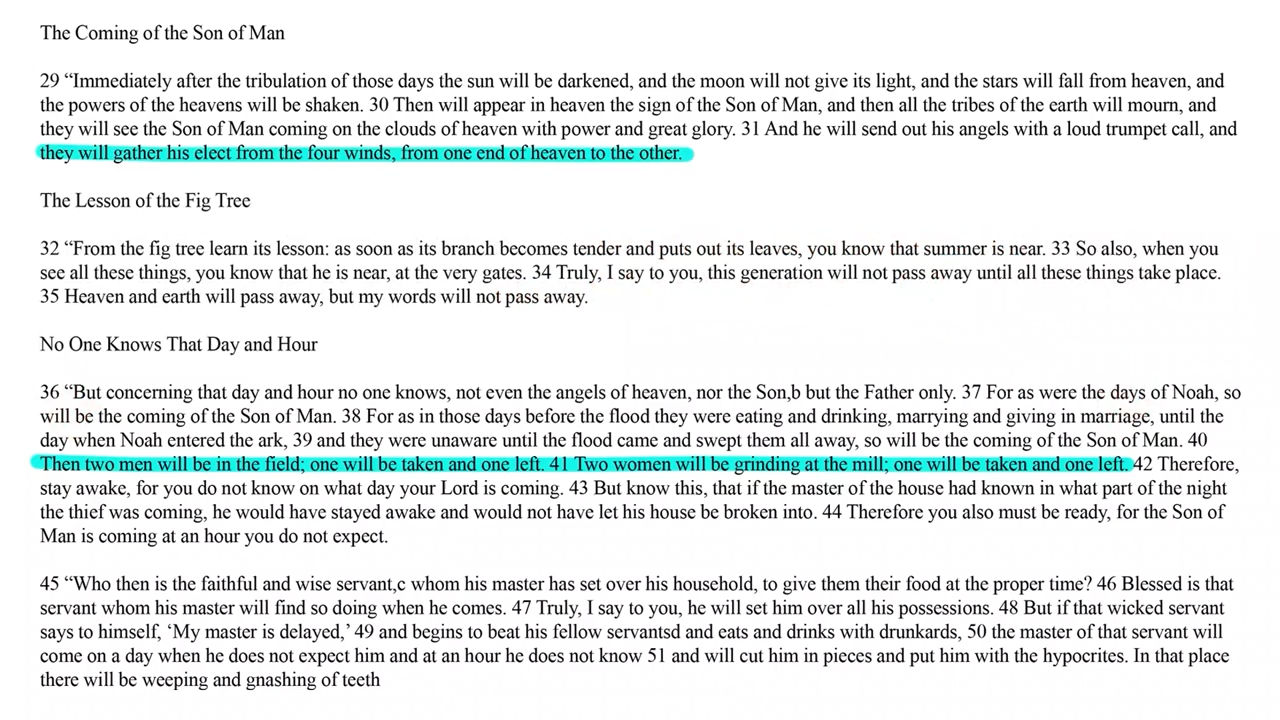 The Coming of the Son of Man
29 “Immediately after the tribulation of those days the sun will be darkened, and the moon will not give its light, and the stars will fall from heaven, and
the powers of the heavens will be shaken. 30 Then will appear in heaven the sign of the Son of Man, and then all the tribes of the earth will mourn, and
they will see the Son of Man coming on the clouds of heaven with power and great glory. 31 And he will send out his angels with a loud trumpet call, and
they will gather his elect from the four winds, from one end of heaven to the other.
The Lesson of the Fig Tree
32 “From the fig tree learn its lesson: as soon as its branch becomes tender and puts out its leaves, you know that summer is near. 33 So also, when you
see all these things, you know that he is near, at the very gates. 34 Truly, I say to you, this generation will not pass away until all these things take place.
35 Heaven and earth will pass away, but my words will not pass away.
No One Knows That Day and Hour
36 “But concerning that day and hour no one knows, not even the angels of heaven, nor the Son,b but the Father only. 37 For as were the days of Noah, so
will be the coming of the Son of Man. 38 For as in those days before the flood they were eating and drinking, marrying and giving in marriage, until the
day when Noah entered the ark, 39 and they were unaware until the flood came and swept them all away, so will be the coming of the Son of Man. 40
Then two men will be in the field; one will be taken and one left. 41 Two women will be grinding at the mill; one will be taken and one left. 42 Therefore,
stay awake, for you do not know on what day your Lord is coming. 43 But know this, that if the master of the house had known in what part of the night
the thief was coming, he would have stayed awake and would not have let his house be broken into. 44 Therefore you also must be ready, for the Son of
Man is coming at an hour you do not expect.
45 “Who then is the faithful and wise servant,c whom his master has set over his household, to give them their food at the proper time? 46 Blessed is that
servant whom his master will find so doing when he comes. 47 Truly, I say to you, he will set him over all his possessions. 48 But if that wicked servant
says to himself, ‘My master is delayed,’ 49 and begins to beat his fellow servantsd and eats and drinks with drunkards, 50 the master of that servant will
come on a day when he does not expect him and at an hour he does not know 51 and will cut him in pieces and put him with the hypocrites. In that place
there will be weeping and gnashing of teeth